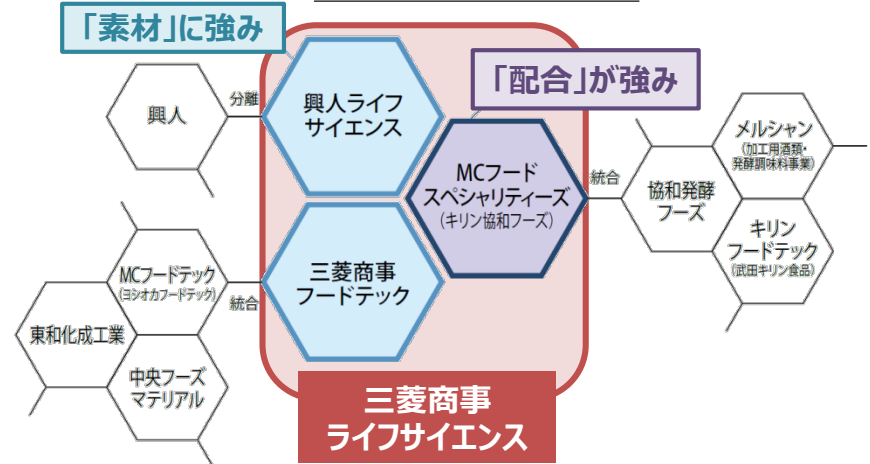 「素材」に強み
「配合」が強み
興人
分離
興人ライフ
サイエンス
MCフード
スペシャリティーズ
(キリン協和フーズ)
統合
協和発酵
フーズ
メルシャン
(加工用酒類・
発酵調味料事業)
キリン
フードテック
(武田キリン食品)
三菱商事
フードテック
統合
MCフードテック
(ヨシオカフードテック)
東和化成工業
中央フーズ
マテリアル
三菱商事
ライフサイエンス